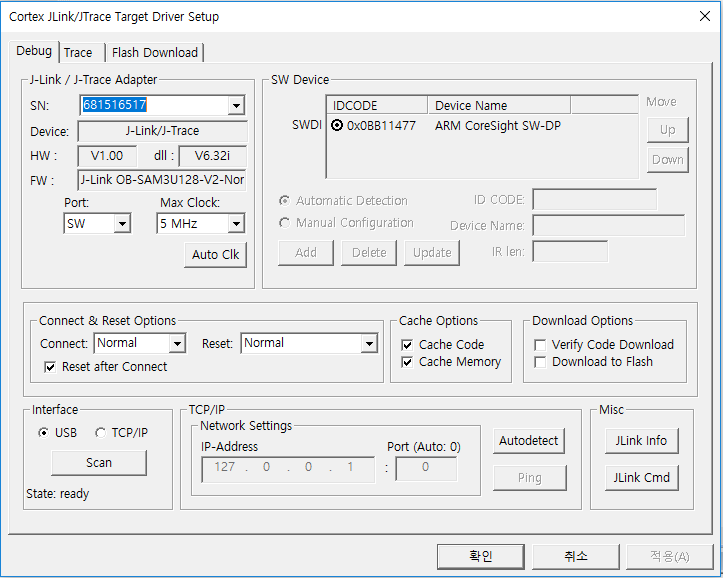 Cortex JLink/JTrace Target Driver Setup
Debug Trace Flash Download
J-Link / J-Trace Adapter
SN: 681516517
Device: J-Link/J-Trace
HW : V1.00 dll : V6.32i
FW : J-Link OB-SAM3U128-V2-Nor
Port: Max Clock:
SW 5 MHz
Auto Clk
SW Device
IDCODE Device Name Move
SWDI 0x0BB11477 ARM CoreSight SW-DP Up
Down
Automatic Detection ID CODE:
Manual Configuration Device Name:
Add Delete Update IR len:
Connect & Reset Options
Connect: Normal Reset: Normal
Reset after Connect
Cache Options
Cache Code
Cache Memory
Download Options
Verify Code Download
Download to Flash
Interface
USB TCP/IP
Scan
State: ready
TCP/IP
Network Settings
IP-Address Port (Auto: 0)
127 . 0 . 0 . 1 : 0
Autodetect
Ping
Misc
JLink Info
JLink Cmd
확인 취소 적용(A)